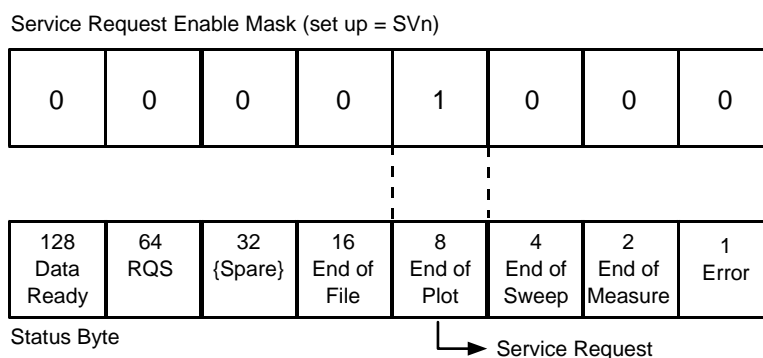 Service Request Enable Mask (set up = SVn)
0 0 0 0 1 0 0 0
128 64 32 16 8 4 2 1
Data RQS {Spare} End of End of End of End of Error
Ready File Plot Sweep Measure
Status Byte
Service Request